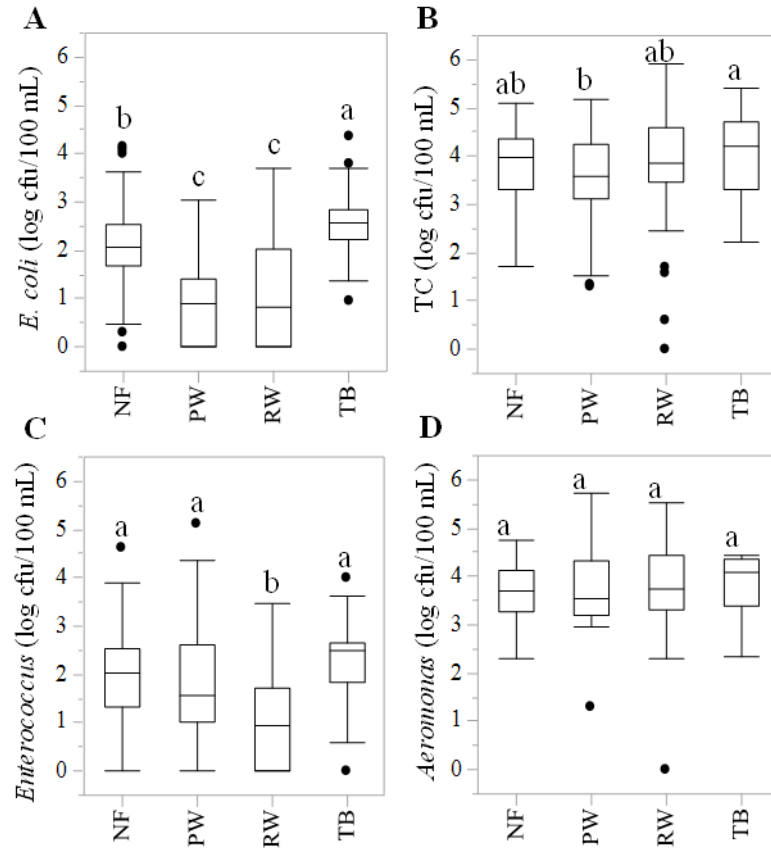 A
E. coli (log cfu/100 mL)
6
5
4
3
2
1
0
b
c
c
a
NF
PW
RW
TB
B
TC (log cfu/100 mL)
6
5
4
3
2
1
0
ab
b
ab
a
NF
PW
RW
TB
C
Enterococcus (log cfu/100 mL)
6
5
4
3
2
1
0
a
a
b
a
NF
PW
RW
TB
D
Aeromonas (log cfu/100 mL)
6
5
4
3
2
1
0
a
a
a
a
NF
PW
RW
TB